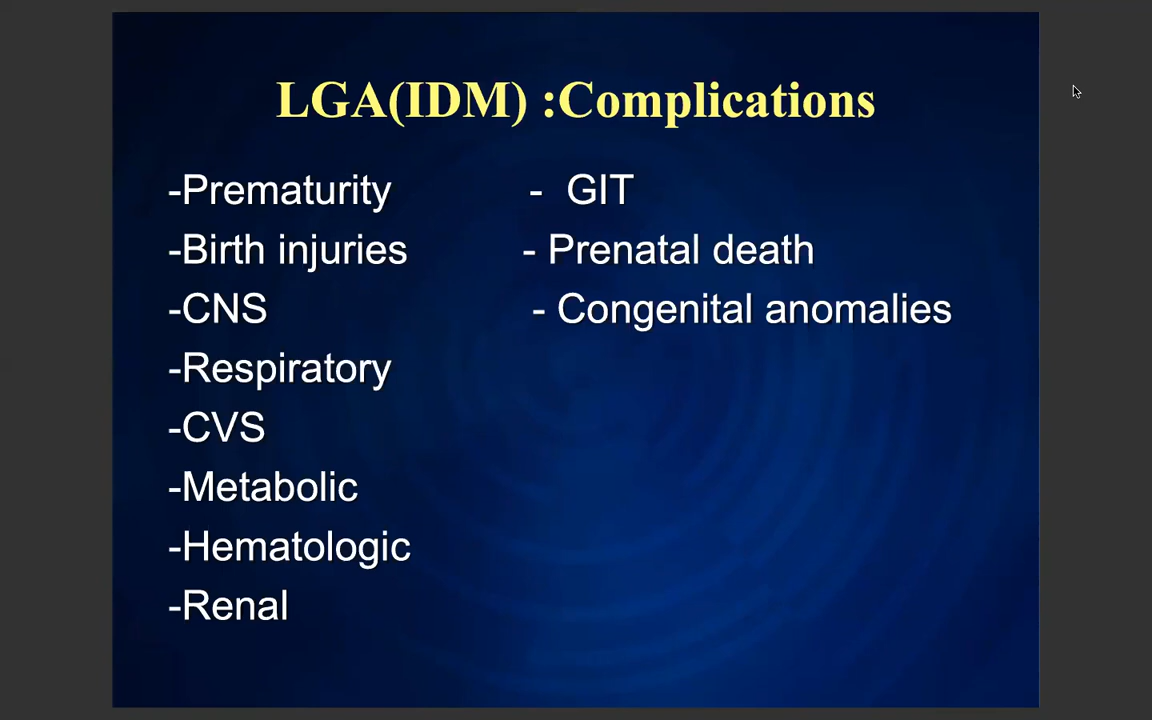 LGA(IDM) :Complications
-Prematurity - GIT
-Birth injuries - Prenatal death
-CNS - Congenital anomalies
-Respiratory
-CVS
-Metabolic
-Hematologic
-Renal